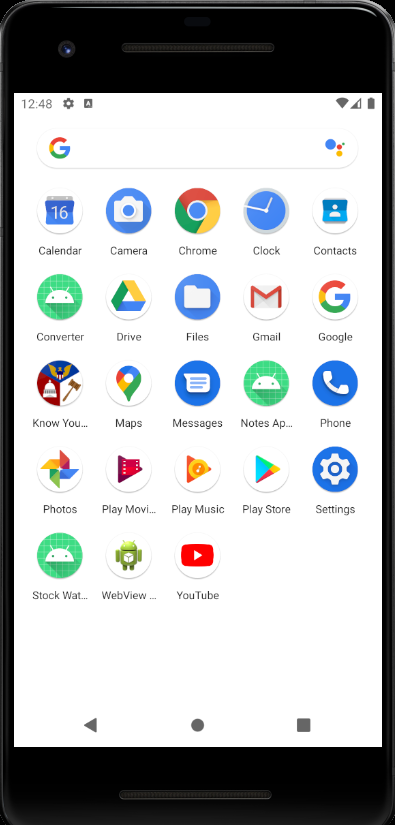 12:48
Calendar Camera Chrome Clock Contacts
16
Converter Drive Files Gmail Google
Know You... Maps Messages Notes Ap... Phone
Photos Play Movi... Play Music Play Store Settings
Stock Wat... WebView ... YouTube